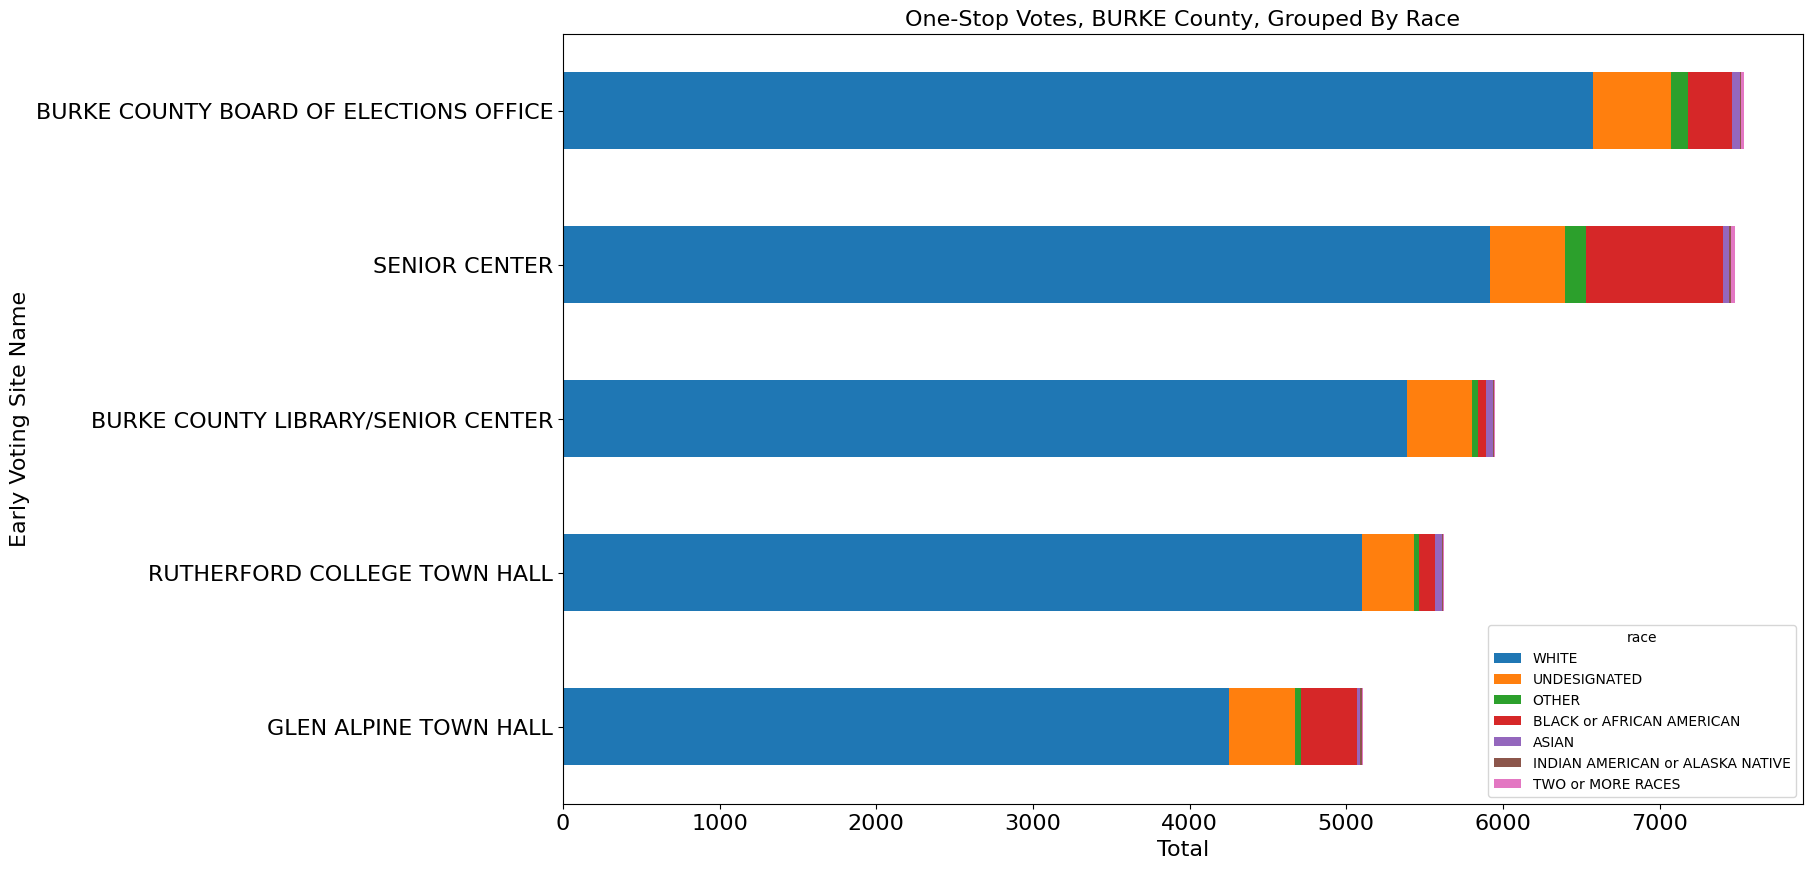 One-Stop Votes, BURKE County, Grouped By Race
Early Voting Site Name
BURKE COUNTY BOARD OF ELECTIONS OFFICE
SENIOR CENTER
BURKE COUNTY LIBRARY/SENIOR CENTER
RUTHERFORD COLLEGE TOWN HALL
GLEN ALPINE TOWN HALL
race
WHITE
UNDESIGNATED
OTHER
BLACK or AFRICAN AMERICAN
ASIAN
INDIAN AMERICAN or ALASKA NATIVE
TWO or MORE RACES
0 1000 2000 3000 4000 5000 6000 7000
Total